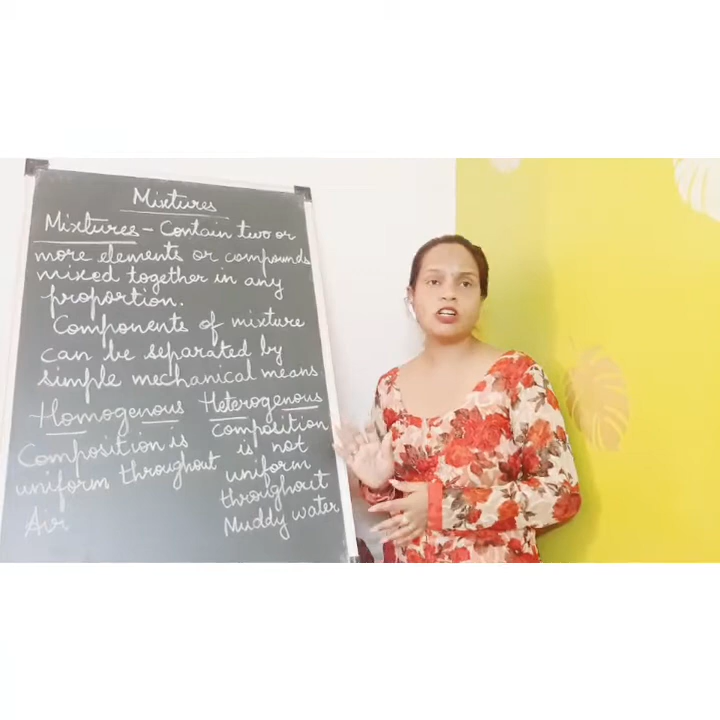 Mixtures
Mixtures - Contain two or
more elements or compounds
mixed together in any
proportion.
Components of mixture
can be separated by
simple mechanical means.
Homogenous
Composition is
uniform throughout
Air
Heterogenous
composition
is not
uniform
throughout
Muddy water